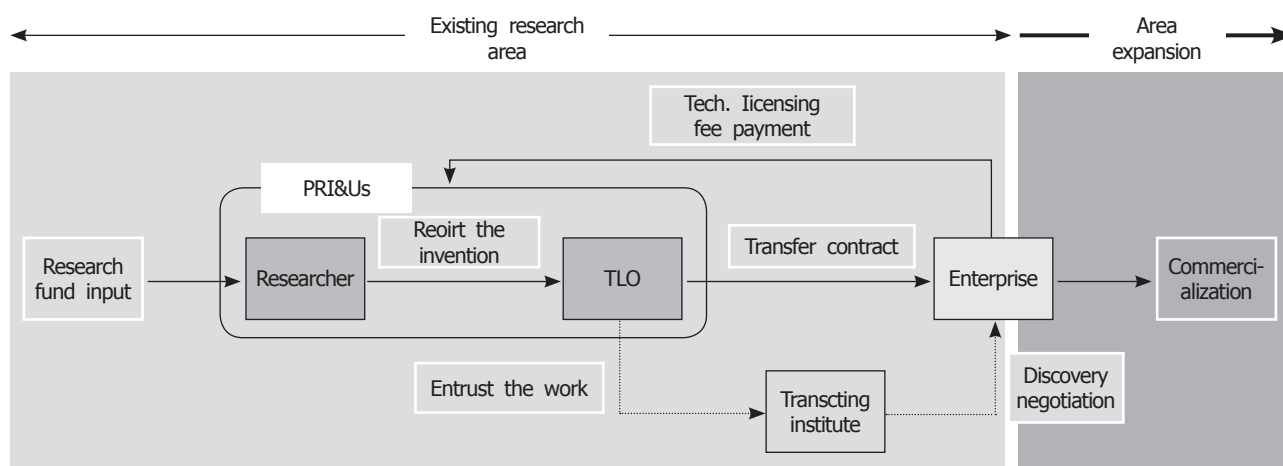 Existing research
area
Area
expansion
Tech. Iicensing
fee payment
PRI&Us
Reoirt the
invention
Research
fund input
Researcher
TLO
Transfer contract
Enterprise
Commerci-
alization
Entrust the work
Transcting
institute
Discovery
negotiation